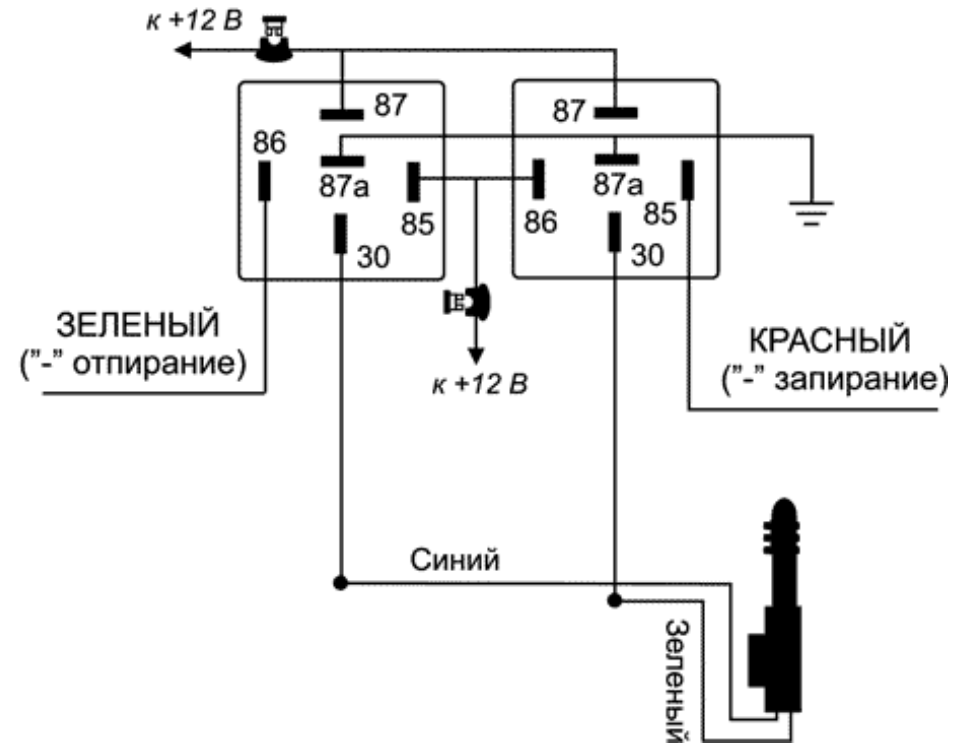 к +12 В
87
87
86
87а
85
30
86
87а
85
30
ЗЕЛЕНЫЙ
("-" отпирание)
к +12 В
КРАСНЫЙ
("-" запирание)
Синий
Зеленый